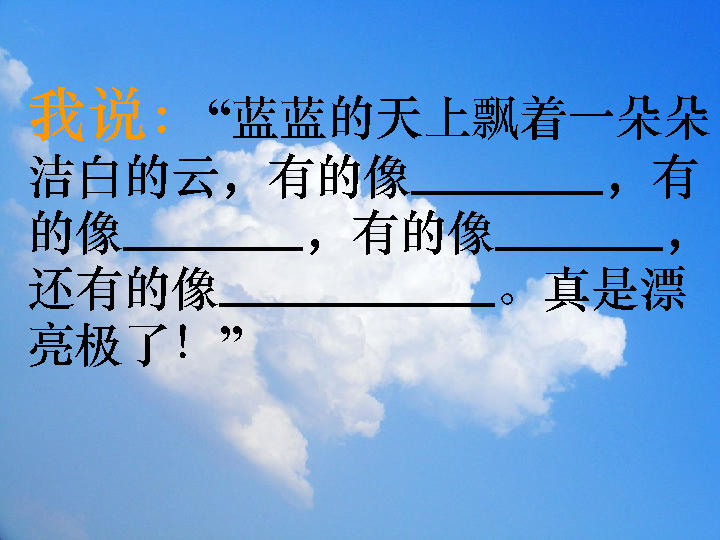 我说：“蓝蓝的天上飘着一朵朵
洁白的云，有的像________，有
的像________，有的像_______，
还有的像____________。真是漂
亮极了！”